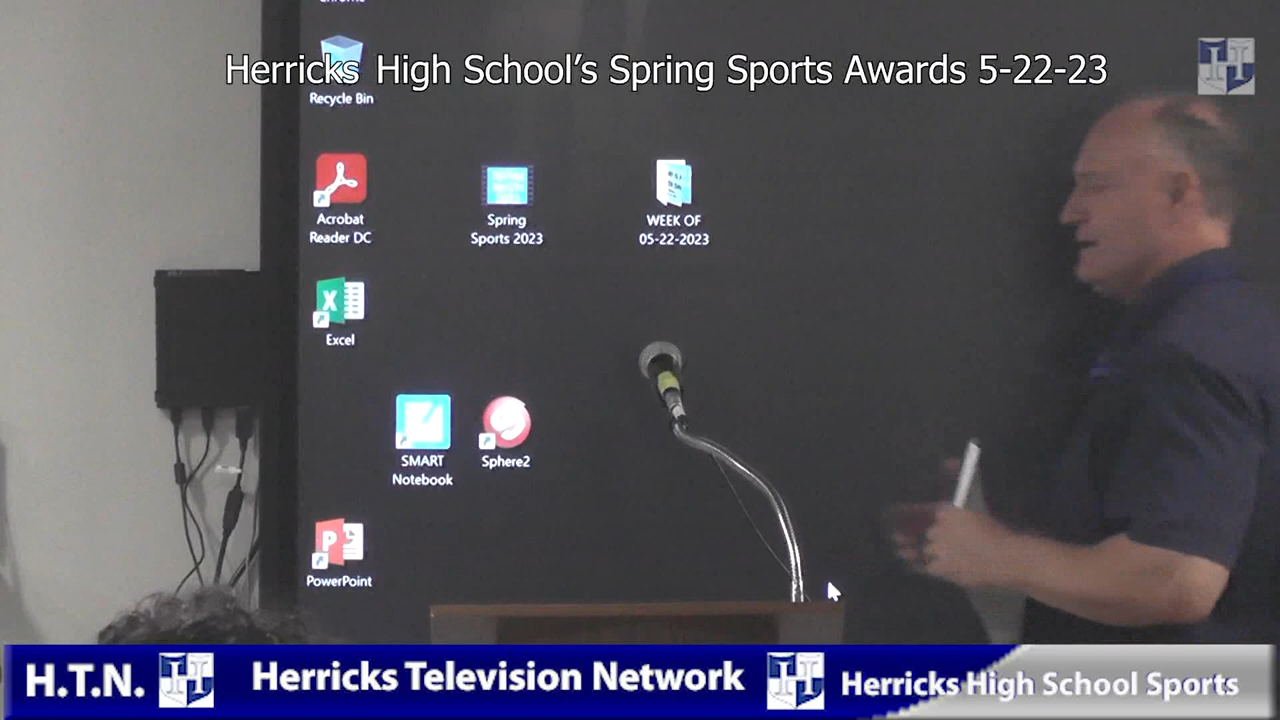 Chrome
Herricks High School's Spring Sports Awards 5-22-23
Recycle Bin
Acrobat
Reader DC
Spring
Sports 2023
WEEK OF
05-22-2023
Excel
SMART
Notebook
Sphere2
PowerPoint
H.T.N.
Herricks Television Network
Herricks High School Sports